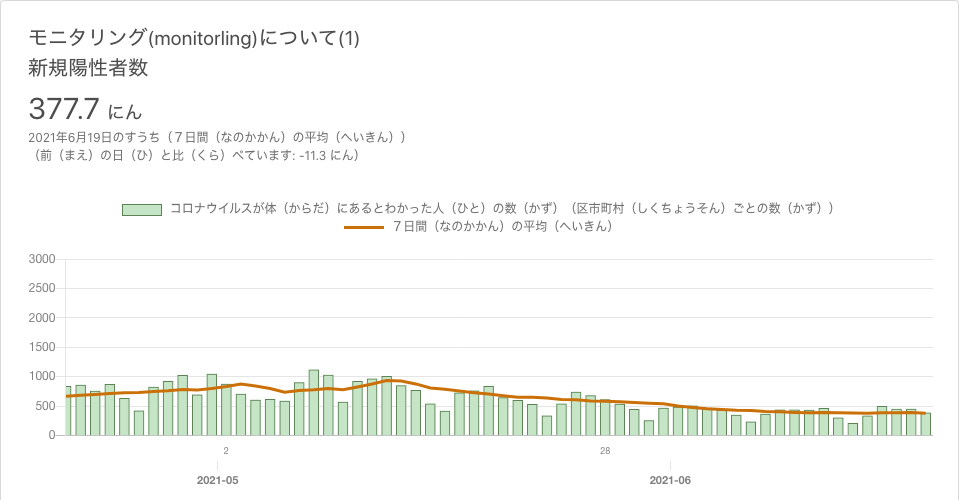 モニタリング(monitorling)について(1)
新規陽性者数
377.7 にん
2021年6月19日のすうち（７日間（なのかかん）の平均（へいきん））
（前（まえ）の日（ひ）と比（くら）べています: -11.3 にん）
コロナウイルスが体（からだ）にあるとわかった人（ひと）の数（かず）（区市町村（しくちょうそん）ごとの数（かず））
７日間（なのかかん）の平均（へいきん）
3000
2500
2000
1500
1000
500
0
2 28
2021-05 2021-06